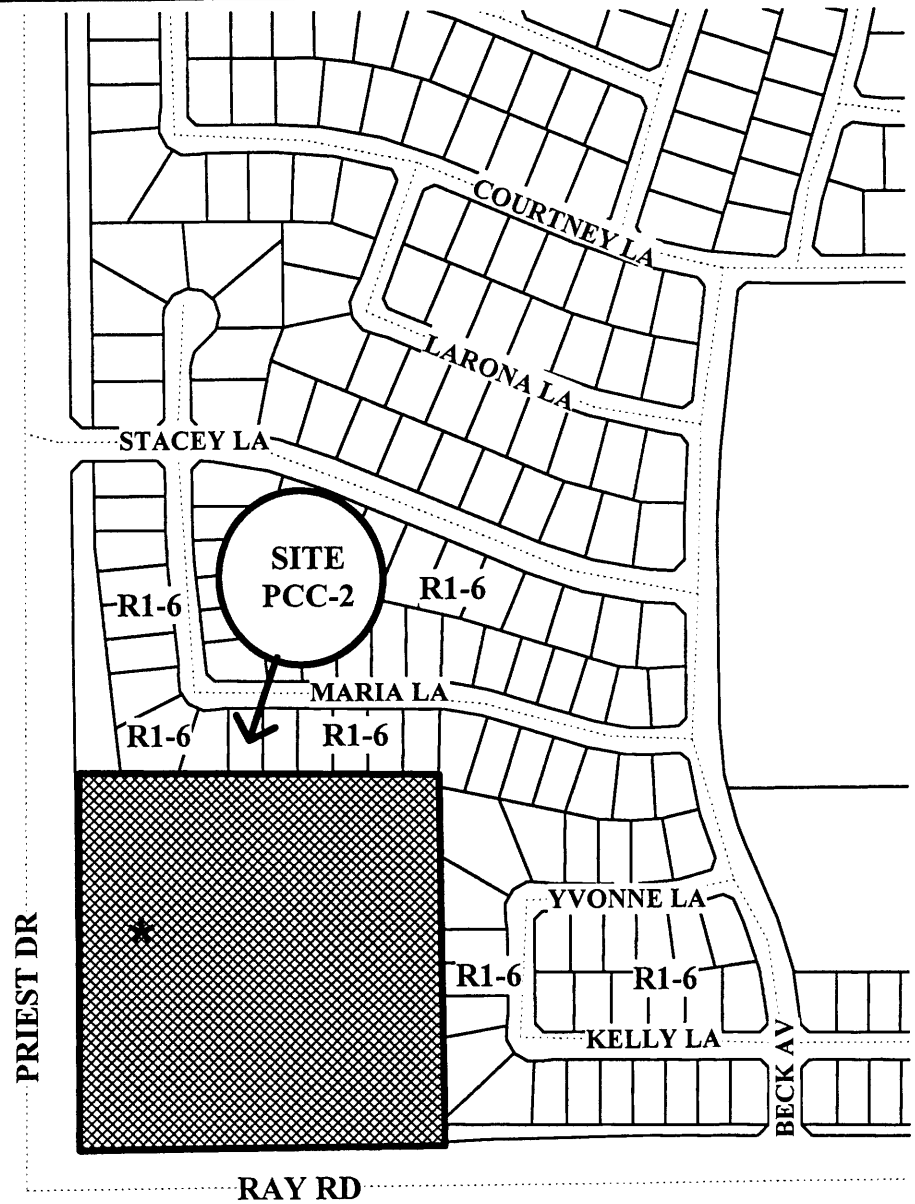 COURTNEY LA
LARONA LA
STACEY LA
SITE
PCC-2
R1-6
R1-6
MARIA LA
R1-6
R1-6
*
YVONNE LA
PRIEST DR
R1-6
R1-6
KELLY LA
BECK AV
RAY RD